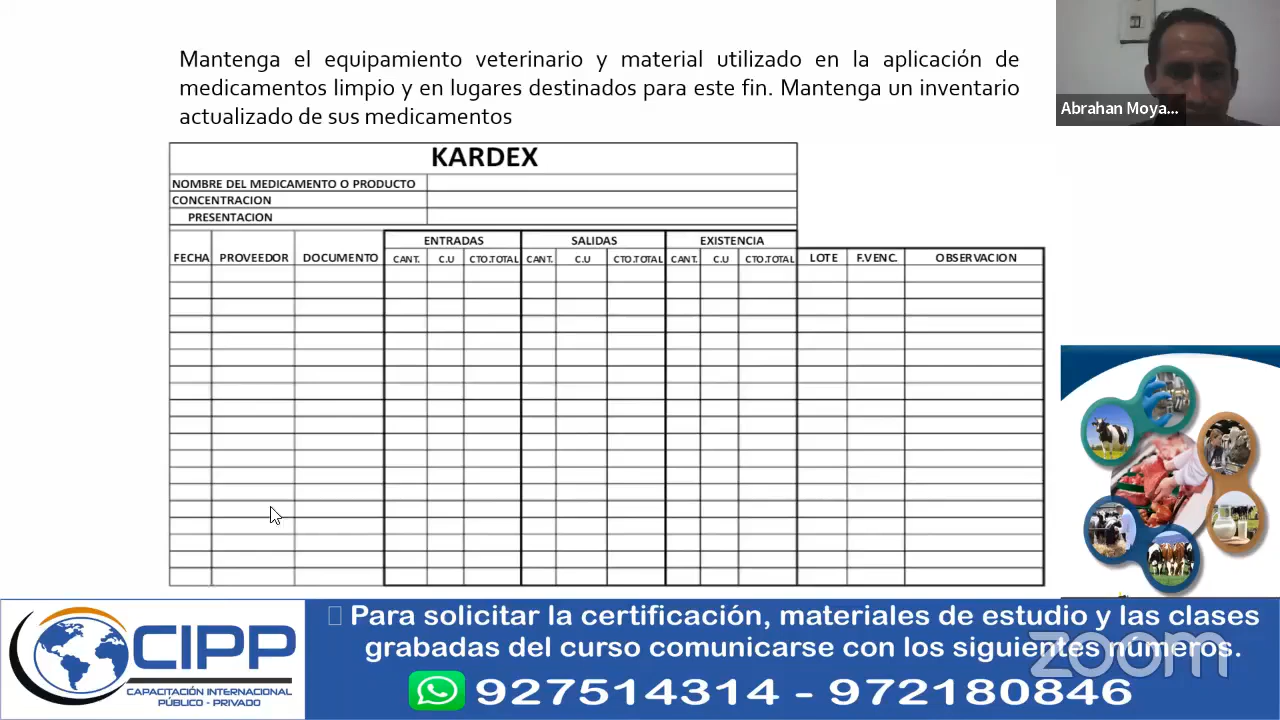 Mantenga el equipamiento veterinario y material utilizado en la aplicación de
medicamentos limpio y en lugares destinados para este fin. Mantenga un inventario
actualizado de sus medicamentos
Abrahan Moya...
KARDEX
NOMBRE DEL MEDICAMENTO O PRODUCTO
CONCENTRACION
PRESENTACION
ENTRADAS SALIDAS EXISTENCIA
FECHA PROVEEDOR DOCUMENTO CANT. C.U CTO.TOTAL CANT. C.U CTO.TOTAL CANT. C.U CTO.TOTAL LOTE F.VENC. OBSERVACION
CIPP
CAPACITACIÓN INTERNACIONAL
PÚBLICO - PRIVADO
Para solicitar la certificación, materiales de estudio y las clases
grabadas del curso comunicarse con los siguientes números.
927514314 - 972180846
zoom